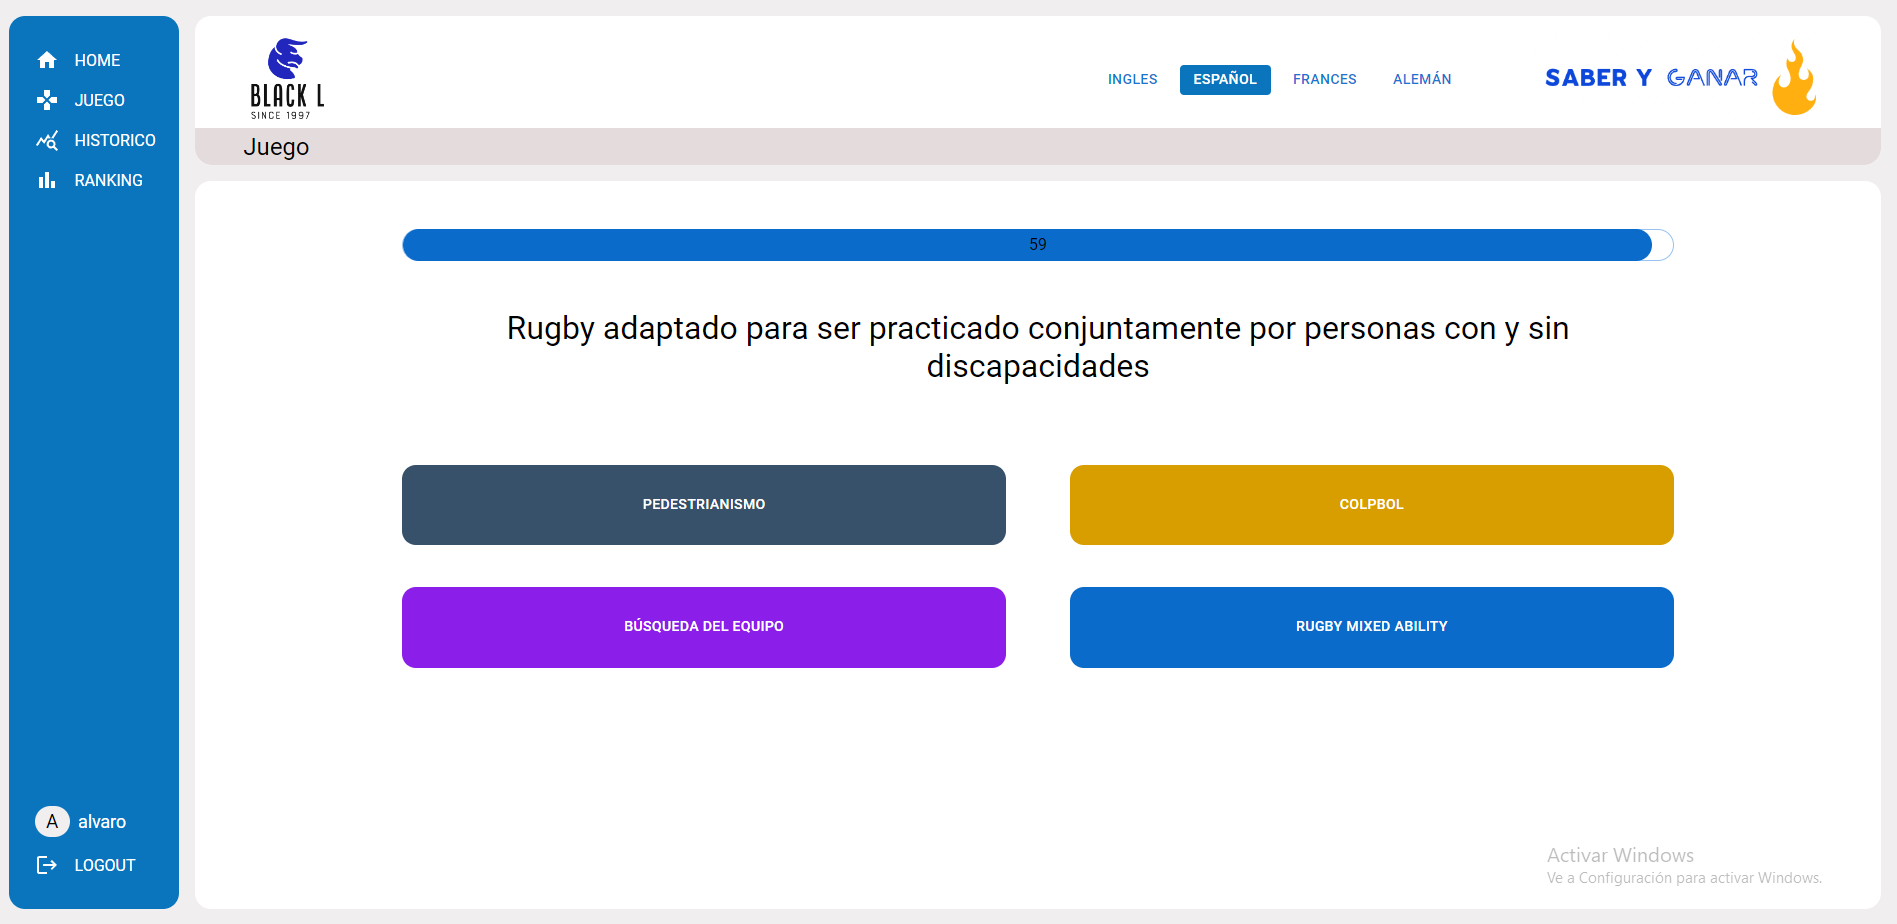 HOME
JUEGO
HISTORICO
RANKING
alvaro
A
LOGOUT
BLACK L
SINCE 1997
INGLES
ESPAÑOL
FRANCES
ALEMÁN
SABER Y GANAR
Juego
59
Rugby adaptado para ser practicado conjuntamente por personas con y sin
discapacidades
PEDESTRIANISMO
COLPBOL
BÚSQUEDA DEL EQUIPO
RUGBY MIXED ABILITY
Activar Windows
Ve a Configuración para activar Windows.